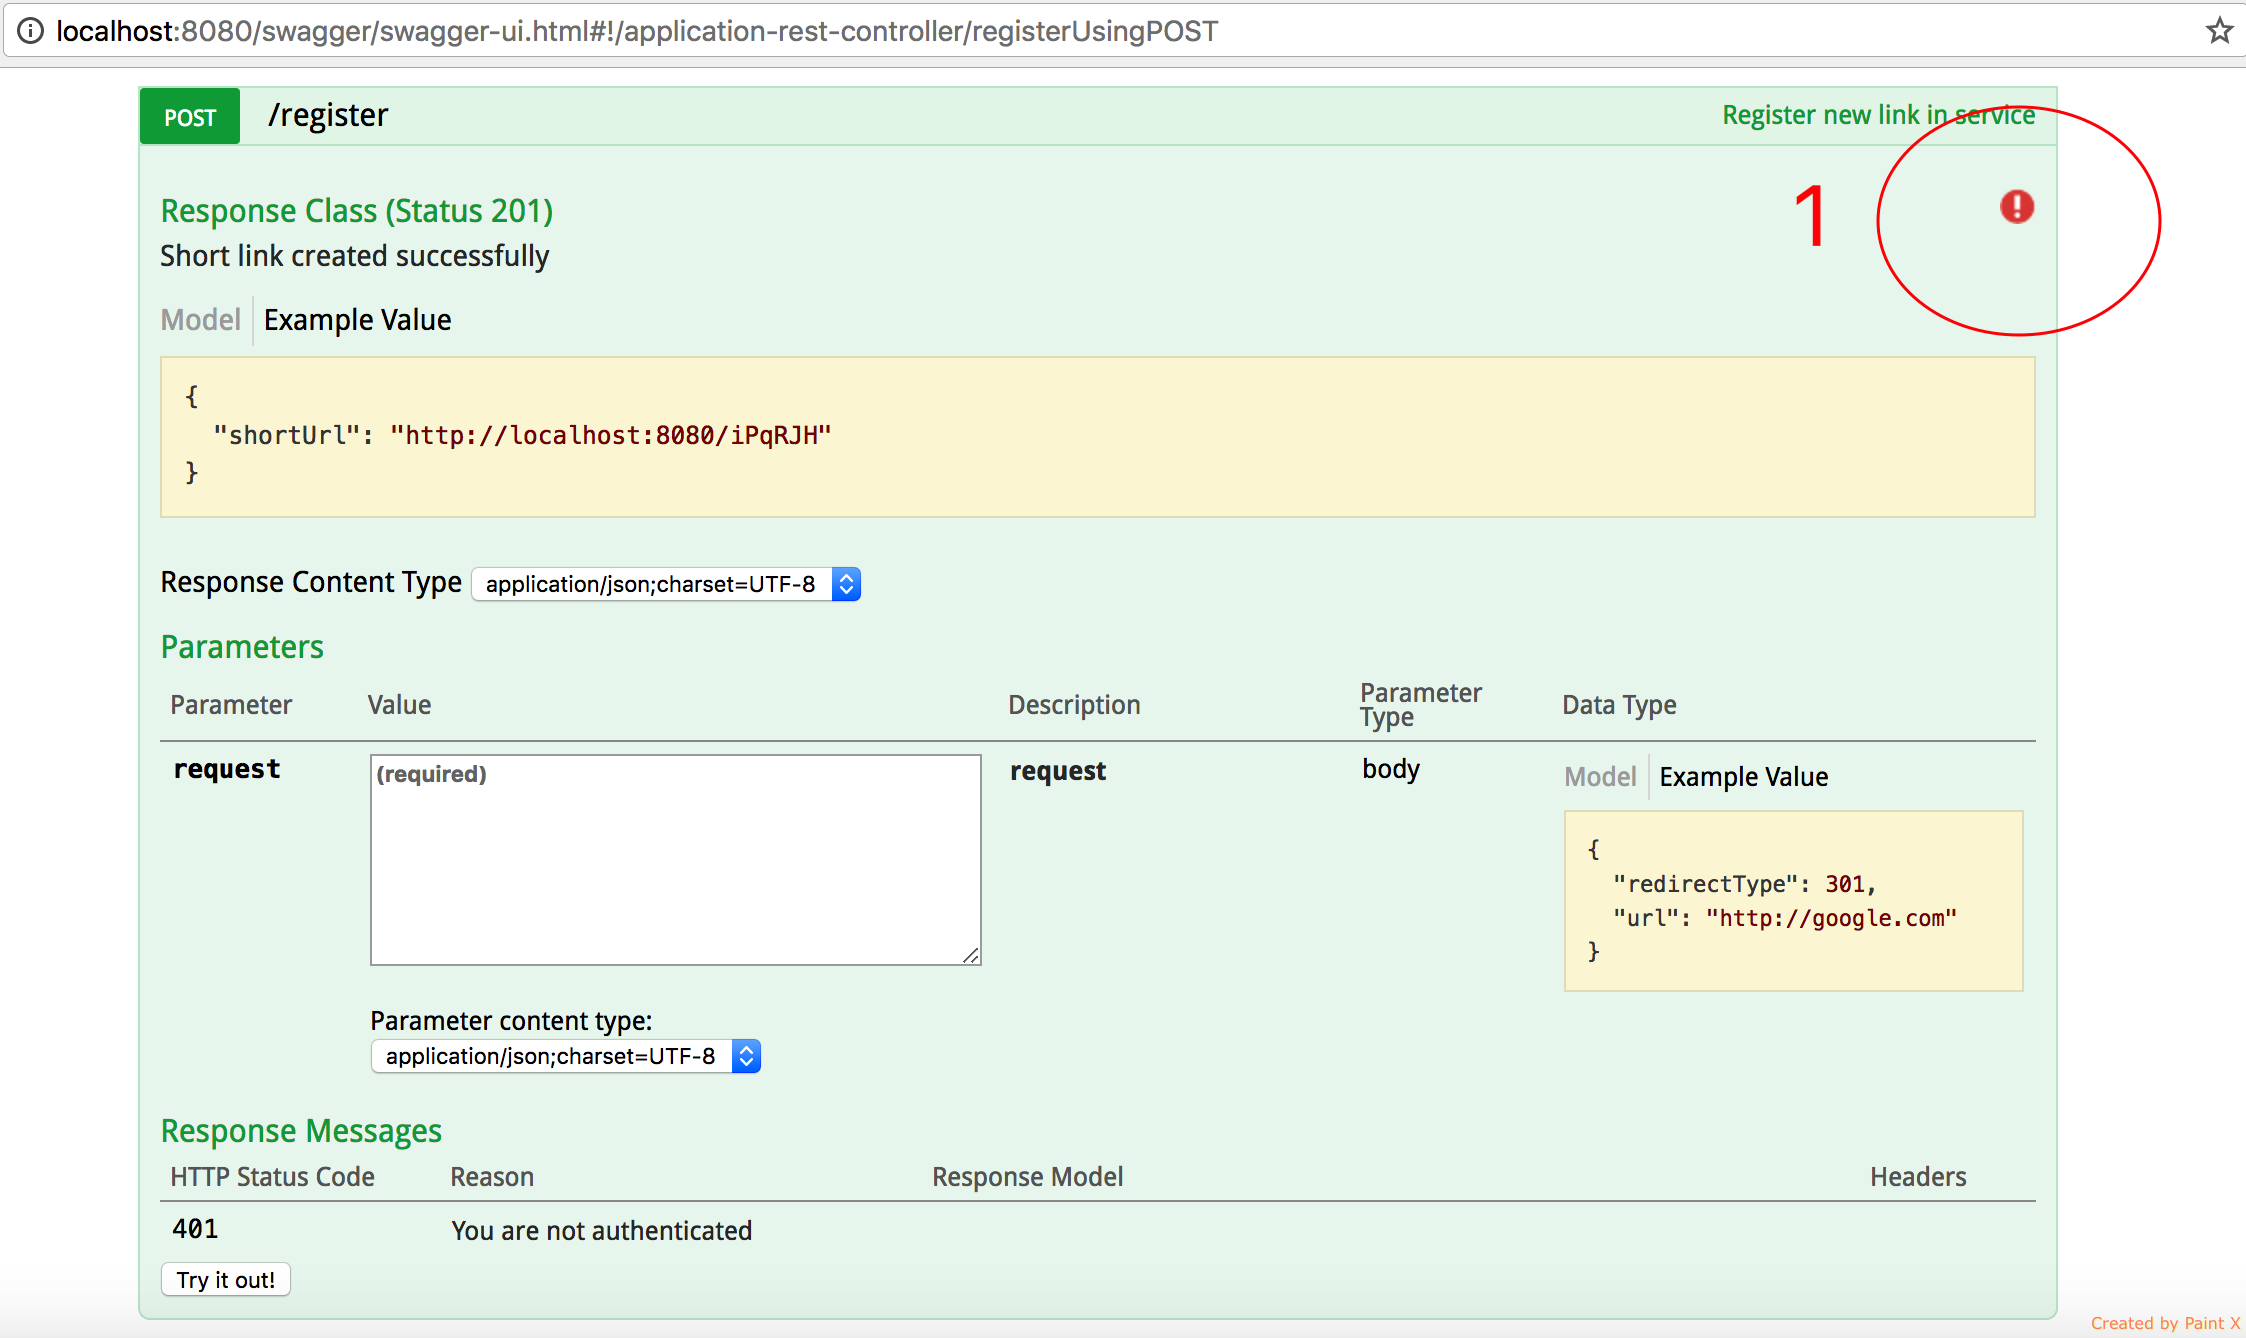 localhost:8080/swagger/swagger-ui.html#!/application-rest-controller/registerUsingPOST
POST /register Register new link in service
1
Response Class (Status 201)
Short link created successfully
Model Example Value
{
"shortUrl": "http://localhost:8080/iPqRJH"
}
Response Content Type application/json;charset=UTF-8
Parameters
Parameter Value Description Parameter Type Data Type
request (required) request body Model Example Value
{
"redirectType": 301,
"url": "http://google.com"
}
Parameter content type:
application/json;charset=UTF-8
Response Messages
HTTP Status Code Reason Response Model Headers
401 You are not authenticated
Try it out!
Created by Paint X